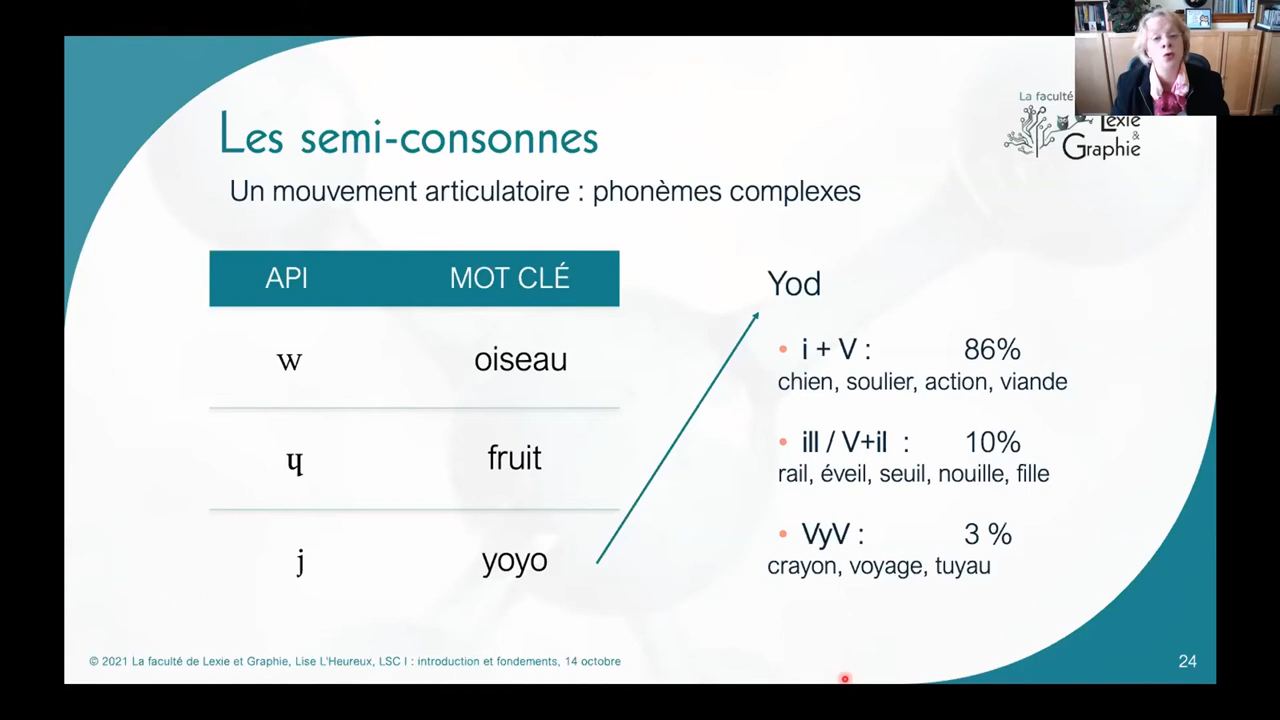 La faculté
Lexie
&
Graphie
Les semi-consonnes
Un mouvement articulatoire : phonèmes complexes
API MOT CLÉ
w oiseau
ɥ fruit
j yoyo
Yod
• i + V : 86%
chien, soulier, action, viande
• ill / V+il : 10%
rail, éveil, seuil, nouille, fille
• VyV : 3 %
crayon, voyage, tuyau
© 2021 La faculté de Lexie et Graphie, Lise L'Heureux, LSC I : introduction et fondements, 14 octobre
24